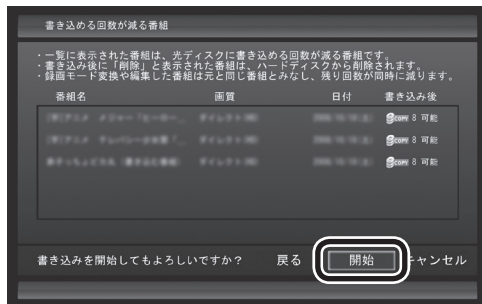 書き込める回数が減る番組
・一覧に表示された番組は、光ディスクに書き込める回数が減る番組です。
・書き込み後に「削除」と表示された番組は、ハードディスクから削除されます。
・録画モード変換や編集した番組は元と同じ番組とみなし、残り回数が同時に減ります。
番組名 画質 日付 書き込み後
COPY 8 可能
COPY 8 可能
COPY 8 可能
書き込みを開始してもよろしいですか？ 戻る 開始 キャンセル